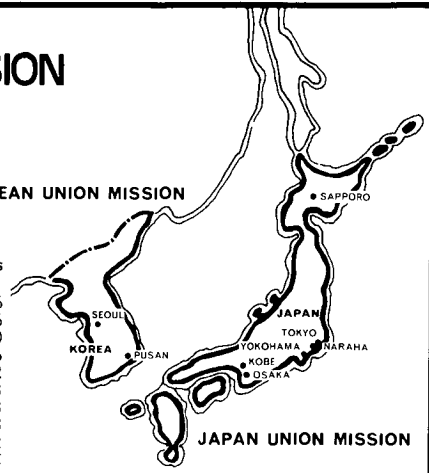 SION
EAN UNION MISSION
SAPPORO
SEOUL
KOREA
PUSAN
JAPAN
TOKYO
YOKOHAMA
NARAHA
KOBE
OSAKA
JAPAN UNION MISSION